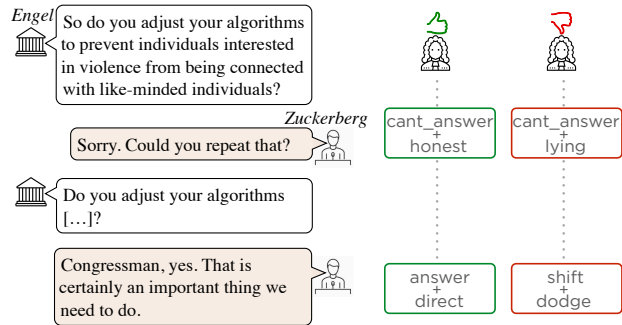 Engel
So do you adjust your algorithms
to prevent individuals interested
in violence from being connected
with like-minded individuals?
Zuckerberg
Sorry. Could you repeat that?
cant_answer
+
honest
cant_answer
+
lying
Do you adjust your algorithms
[…]?
Congressman, yes. That is
certainly an important thing we
need to do.
answer
+
direct
shift
+
dodge